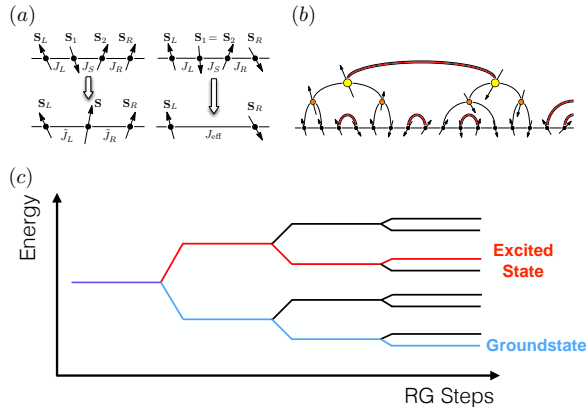 (a)
S_L S_1 S_2 S_R S_L S_1 = S_2 S_R
J_L J_S J_R J_L J_S J_R
S_L S S_R S_L S_R
J̃_L J̃_R J_eff
(b)
(c)
Energy
Excited
State
Groundstate
RG Steps